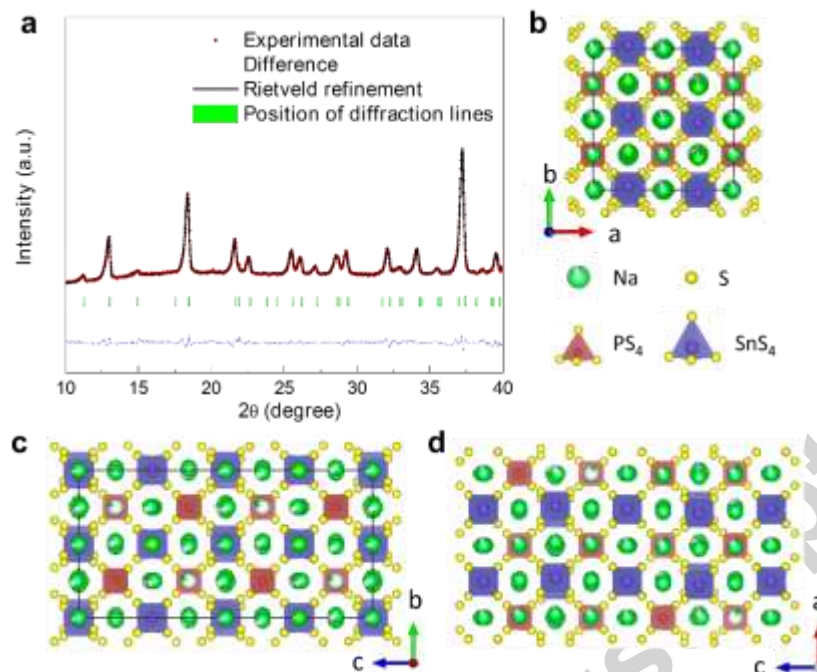 a
Experimental data
Difference
Rietveld refinement
Position of diffraction lines
Intensity (a.u.)
10 15 20 25 30 35 40
2θ (degree)
b
b
a
Na
S
PS4
SnS4
c
b
c
d
a
c